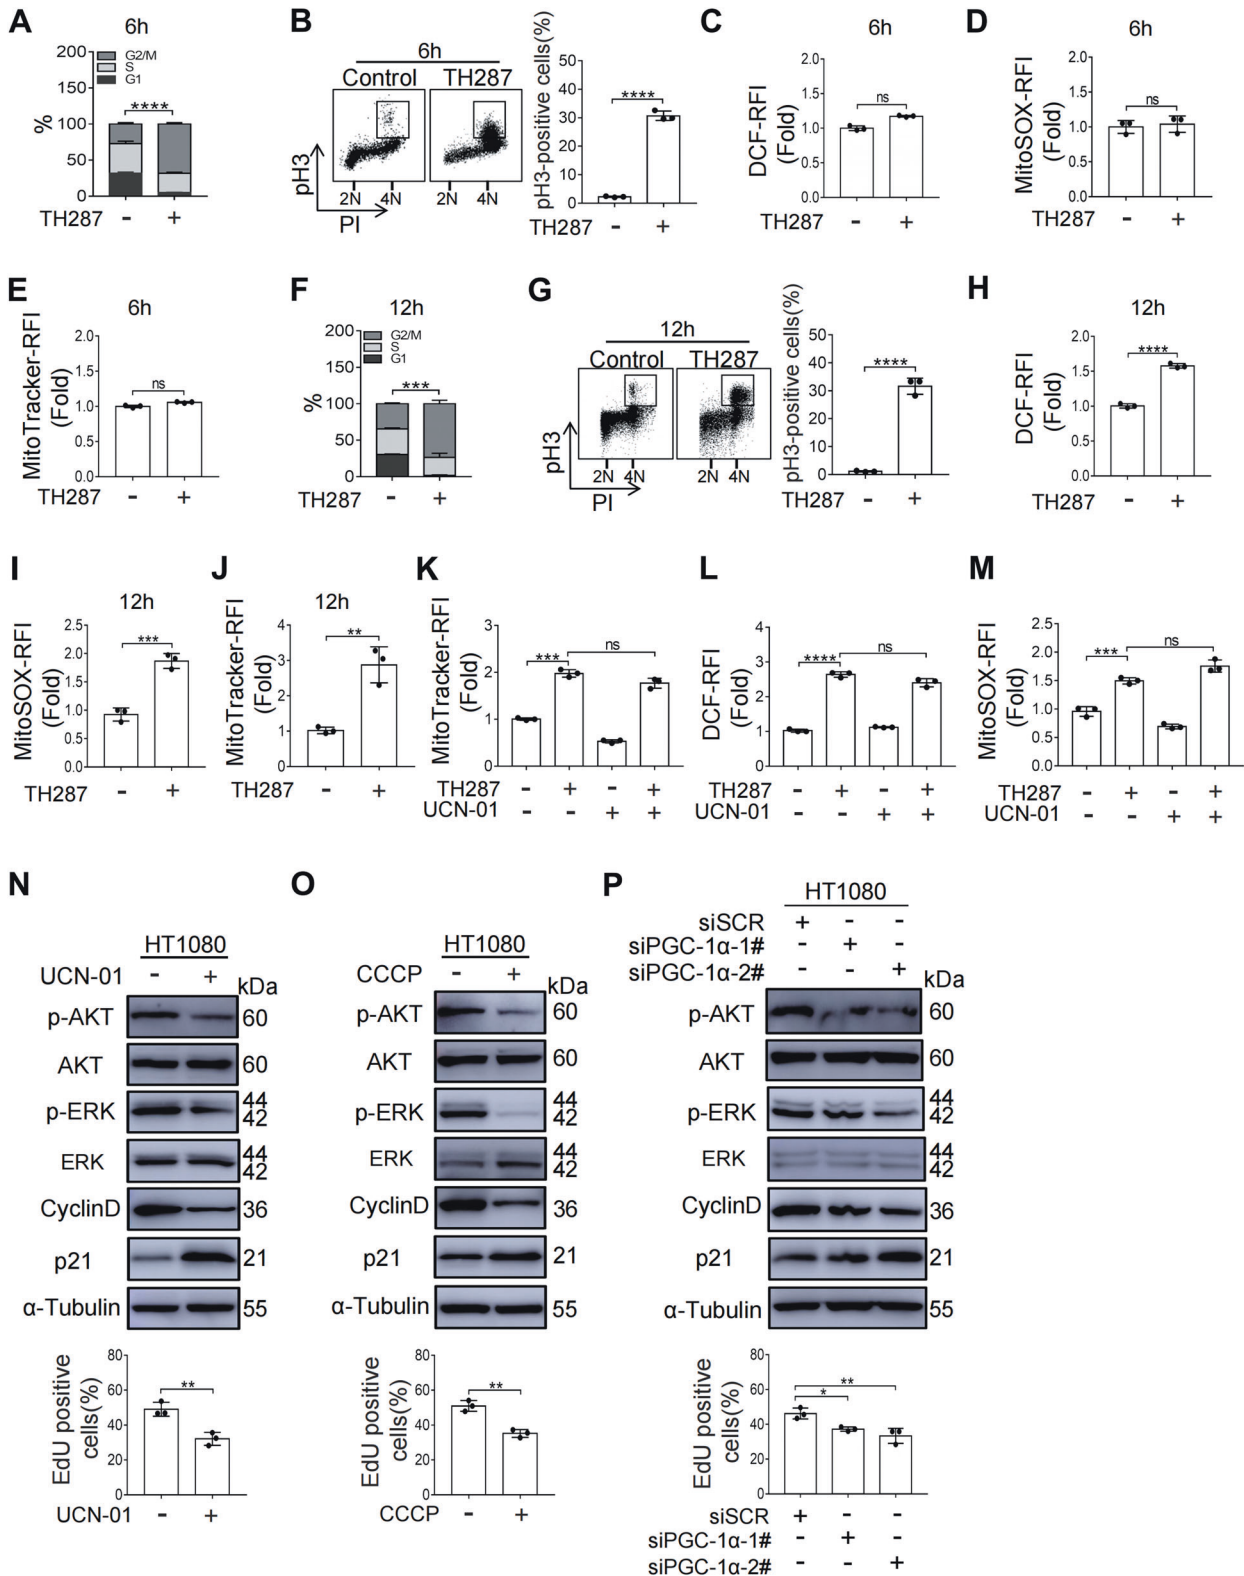 A
6h
200
150
100
50
0
%
G2/M
S
G1
****
TH287
-
+
B
6h
Control
TH287
pH3
2N
4N
2N
4N
PI
pH3-positive cells(%)
50
40
30
20
10
0
****
TH287
-
+
C
6h
DCF-RFI
(Fold)
2.0
1.5
1.0
0.5
0.0
ns
TH287
-
+
D
6h
MitoSOX-RFI
(Fold)
2.0
1.5
1.0
0.5
0.0
ns
TH287
-
+
E
6h
MitoTracker-RFI
(Fold)
2.0
1.5
1.0
0.5
0.0
ns
TH287
-
+
F
12h
200
150
100
50
0
%
G2/M
S
G1
***
TH287
-
+
G
12h
Control
TH287
pH3
2N
4N
2N
4N
PI
pH3-positive cells(%)
50
40
30
20
10
0
****
TH287
-
+
H
12h
DCF-RFI
(Fold)
2.0
1.5
1.0
0.5
0.0
****
TH287
-
+
I
12h
MitoSOX-RFI
(Fold)
2.5
2.0
1.5
1.0
0.5
0.0
***
TH287
-
+
J
12h
MitoTracker-RFI
(Fold)
4
3
2
1
0
**
TH287
-
+
K
MitoTracker-RFI
(Fold)
3
2
1
0
***
ns
TH287 - + - +
UCN-01 - - + +
L
DCF-RFI
(Fold)
4
3
2
1
0
****
ns
TH287 - + - +
UCN-01 - - + +
M
MitoSOX-RFI
(Fold)
2.5
2.0
1.5
1.0
0.5
0.0
***
ns
TH287 - + - +
UCN-01 - - + +
N
HT1080
UCN-01 - +
kDa
p-AKT 60
AKT 60
p-ERK 44
42
ERK 44
42
CyclinD 36
p21 21
α-Tubulin 55
EdU positive
cells(%)
80
60
40
20
0
**
UCN-01 - +
O
HT1080
CCCP - +
kDa
p-AKT 60
AKT 60
p-ERK 44
42
ERK 44
42
CyclinD 36
p21 21
α-Tubulin 55
EdU positive
cells(%)
80
60
40
20
0
**
CCCP - +
P
HT1080
siSCR + - -
siPGC-1α-1# - + -
siPGC-1α-2# - - +
kDa
p-AKT 60
AKT 60
p-ERK 44
42
ERK 44
42
CyclinD 36
p21 21
α-Tubulin 55
EdU positive
cells(%)
80
60
40
20
0
*
**
siSCR + - -
siPGC-1α-1# - + -
siPGC-1α-2# - - +